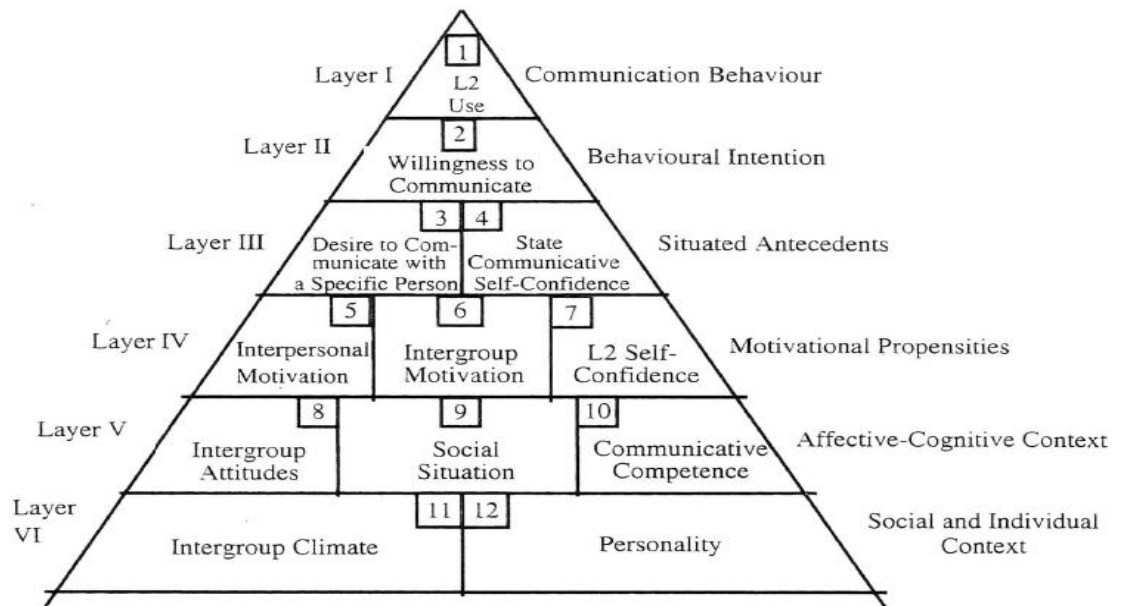 1
Layer I
L2
Use
Communication Behaviour
2
Layer II
Willingness to
Communicate
Behavioural Intention
3
4
Layer III
Desire to Com-
municate with
a Specific Person
State
Communicative
Self-Confidence
Situated Antecedents
5
6
7
Layer IV
Interpersonal
Motivation
Intergroup
Motivation
L2 Self-
Confidence
Motivational Propensities
8
9
10
Layer V
Intergroup
Attitudes
Social
Situation
Communicative
Competence
Affective-Cognitive Context
11
12
Layer
VI
Intergroup Climate
Personality
Social and Individual
Context